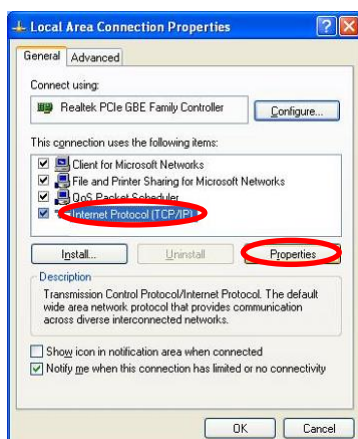 Local Area Connection Properties
General Advanced
Connect using:
Realtek PCIe GBE Family Controller
Configure...
This connection uses the following items:
Client for Microsoft Networks
File and Printer Sharing for Microsoft Networks
QoS Packet Scheduler
Internet Protocol (TCP/IP)
Install... Uninstall Properties
Description
Transmission Control Protocol/Internet Protocol. The default
wide area network protocol that provides communication
across diverse interconnected networks.
Show icon in notification area when connected
Notify me when this connection has limited or no connectivity
OK Cancel